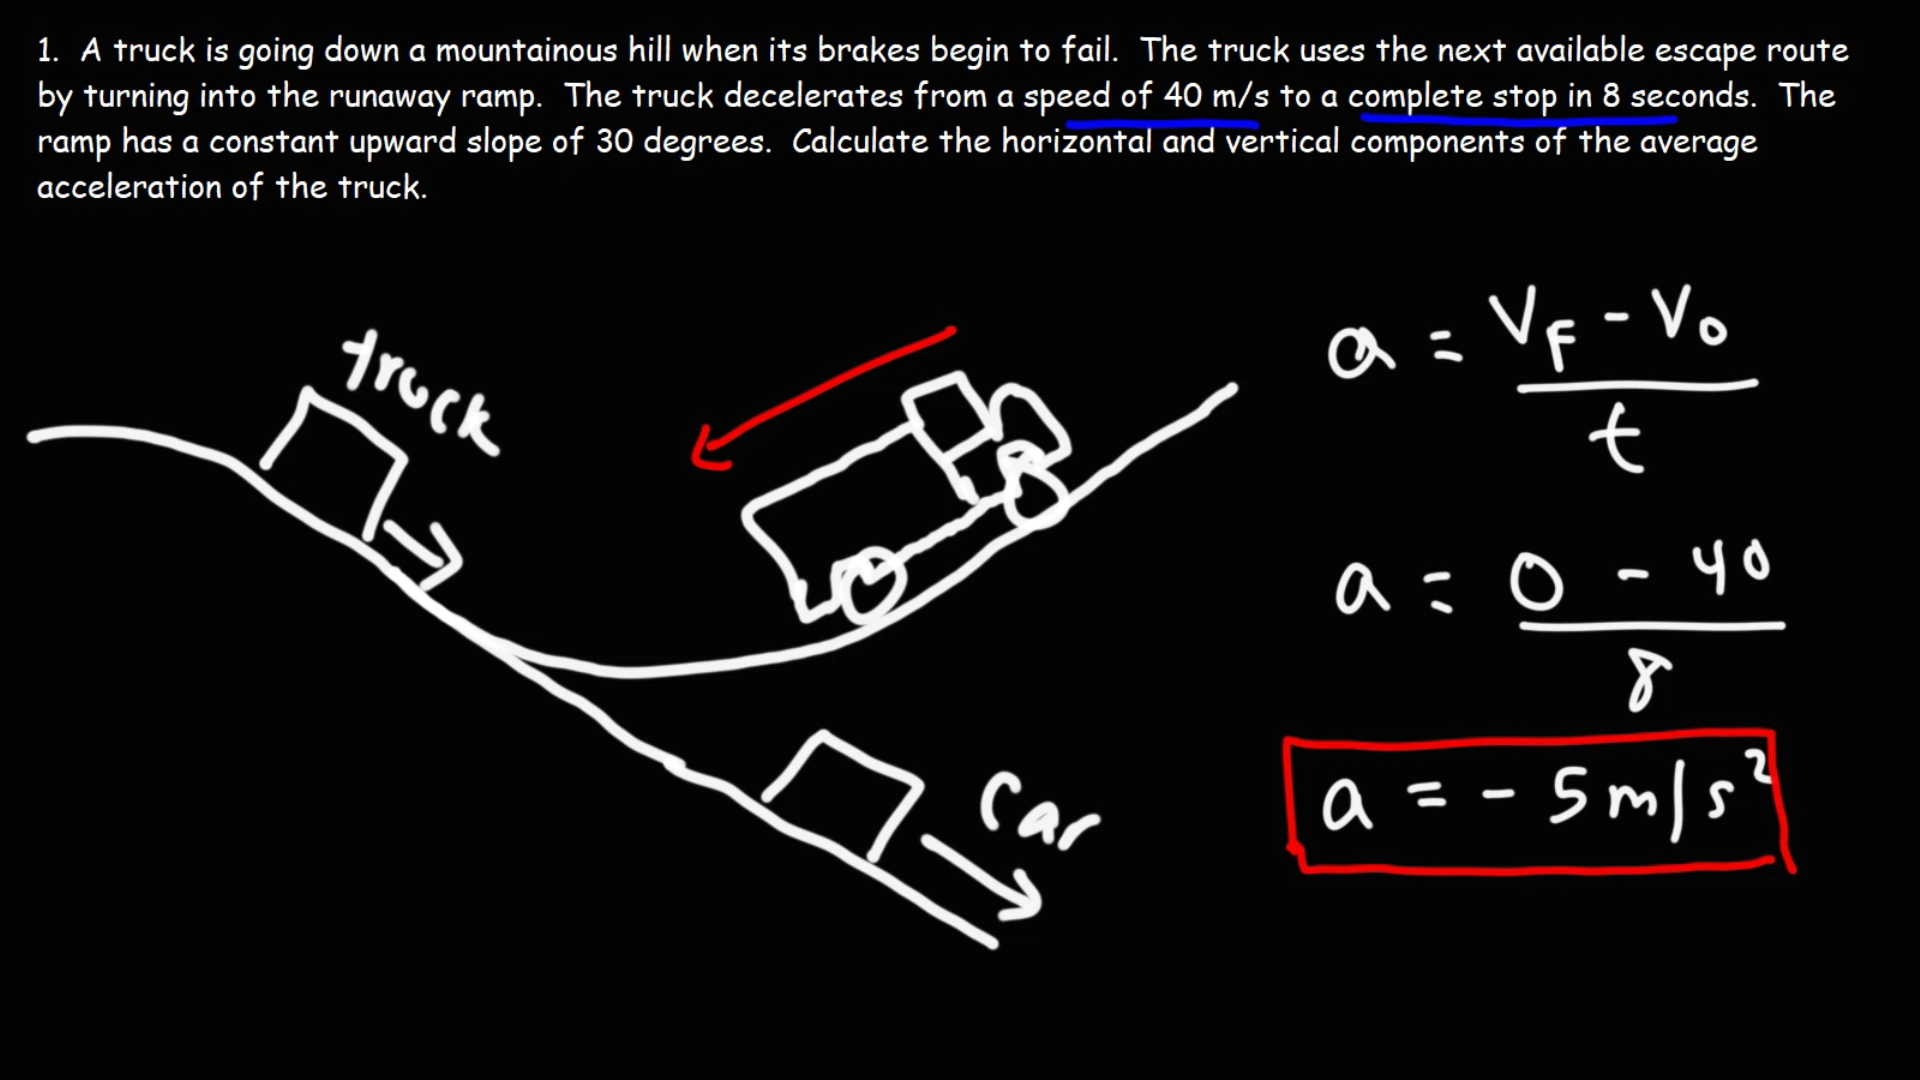 1. A truck is going down a mountainous hill when its brakes begin to fail. The truck uses the next available escape route
by turning into the runaway ramp. The truck decelerates from a speed of 40 m/s to a complete stop in 8 seconds. The
ramp has a constant upward slope of 30 degrees. Calculate the horizontal and vertical components of the average
acceleration of the truck.
truck
car
a = VF - V0
t
a = 0 - 40
8
a = - 5 m/s²